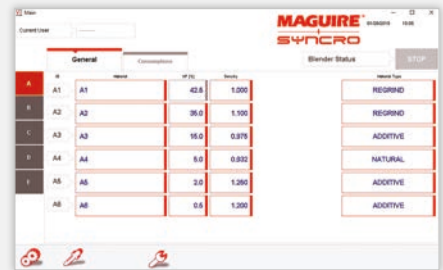 Main
Current User
MAGUIRE
SYNCRO
General
Consumptions
Blender Status
STOP
ID Material SP (%) Density Material Type
A
B
C
D
E
A1 A1 42.5 1.000 REGRIND
A2 A2 35.0 1.100 REGRIND
A3 A3 15.0 0.975 ADDITIVE
A4 A4 5.0 0.932 NATURAL
A5 A5 2.0 1.250 ADDITIVE
A6 A6 0.5 1.200 ADDITIVE